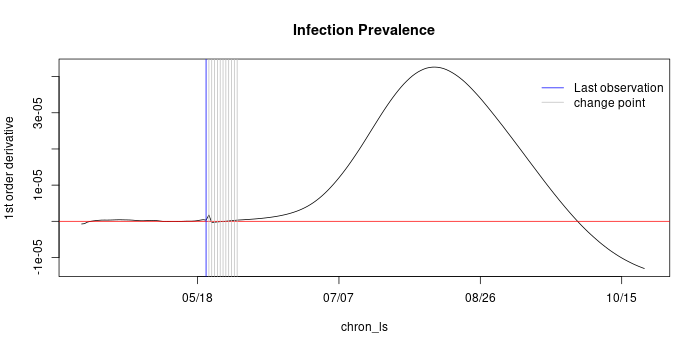 Infection Prevalence
1st order derivative
3e-05
1e-05
-1e-05
Last observation
change point
05/18
07/07
08/26
10/15
chron_ls